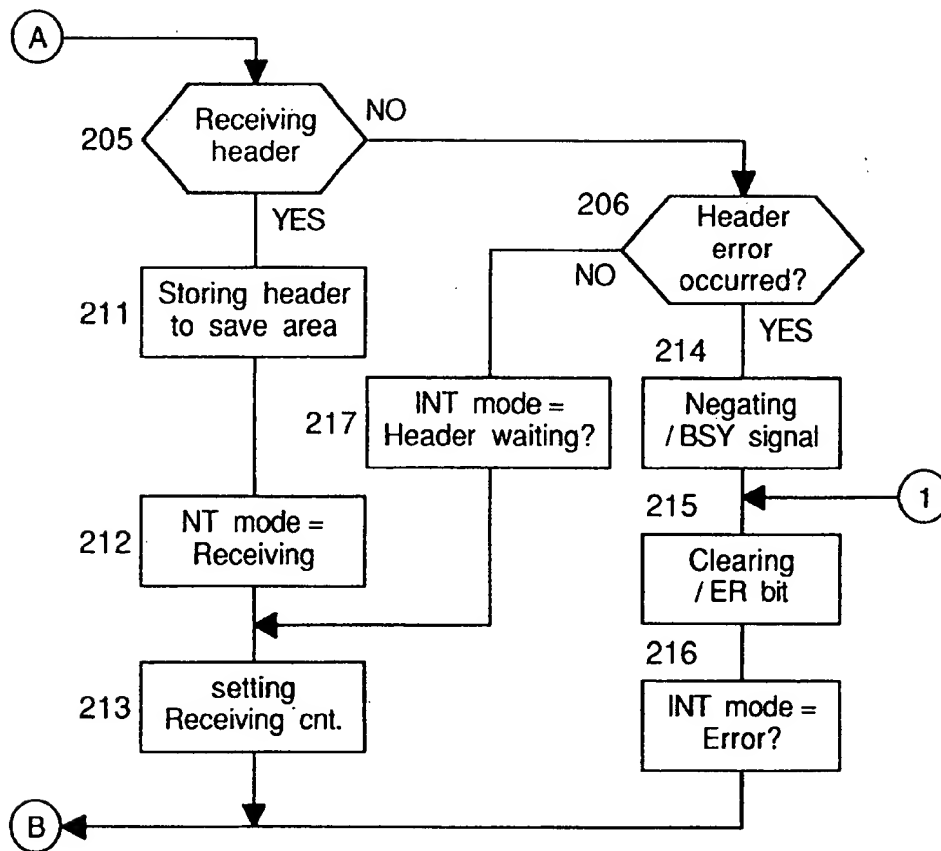 A
205
Receiving
header
NO
YES
206
Header
error
occurred?
NO
YES
211
Storing header
to save area
214
217
INT mode =
Header waiting?
Negating
/ BSY signal
212
NT mode =
Receiving
215
1
Clearing
/ ER bit
216
213
setting
Receiving cnt.
INT mode =
Error?
B